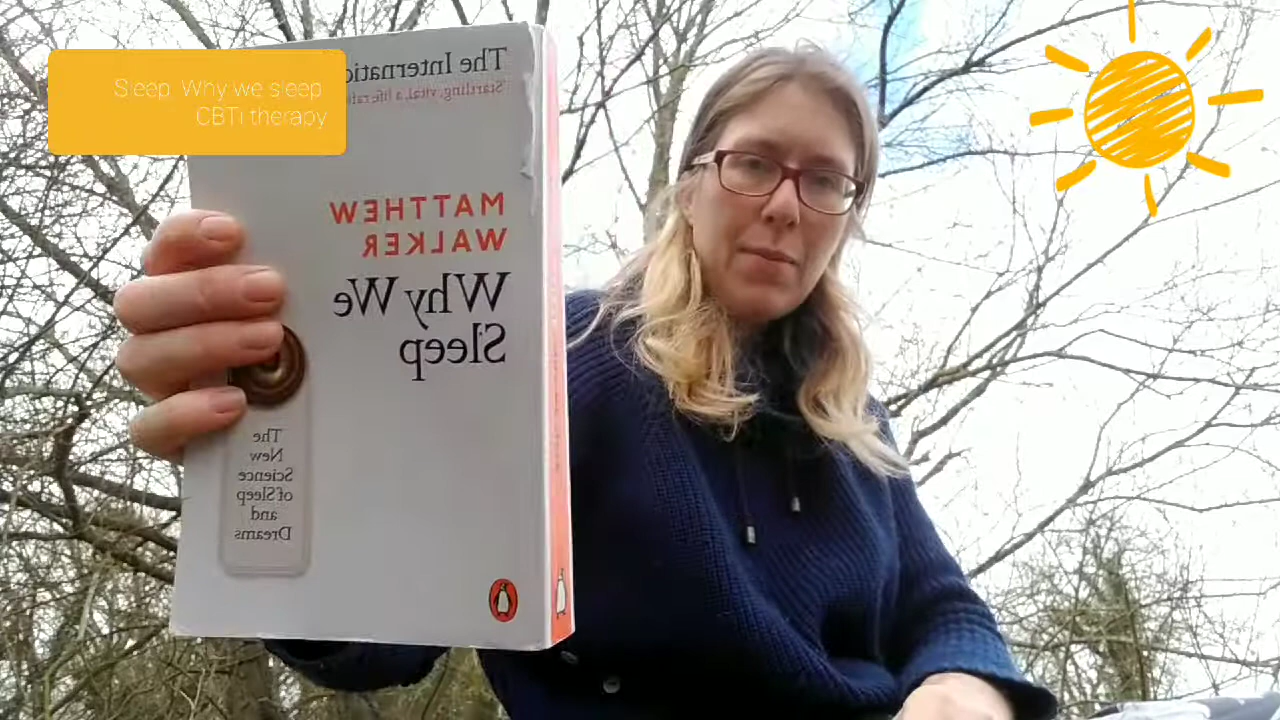 Sleep. Why we sleep
CBTi therapy
The Internatio
'Startling, vital, a life-rat
MATTHEW
WALKER
Why We
Sleep
The
New
Science
of Sleep
and
Dreams